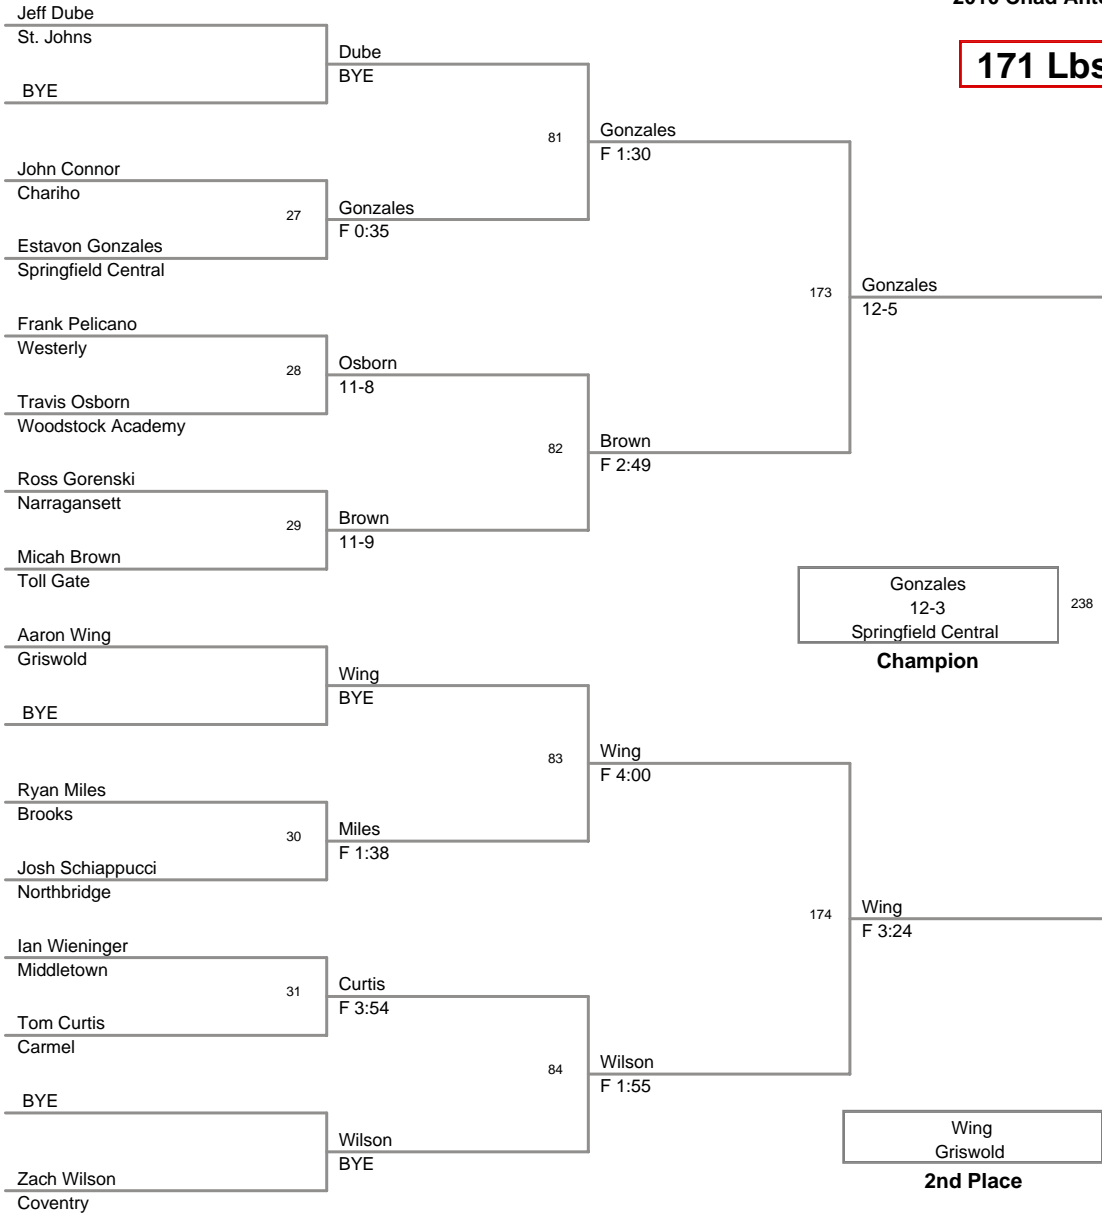 2010 Chad Ant
171 Lbs
Jeff Dube
St. Johns
BYE
John Connor
Chariho
27
Estavon Gonzales
Springfield Central
Frank Pelicano
Westerly
28
Travis Osborn
Woodstock Academy
Ross Gorenski
Narragansett
29
Micah Brown
Toll Gate
Aaron Wing
Griswold
BYE
Ryan Miles
Brooks
30
Josh Schiappucci
Northbridge
Ian Wieninger
Middletown
31
Tom Curtis
Carmel
BYE
Zach Wilson
Coventry
Dube
BYE
81
Gonzales
F 0:35
Osborn
11-8
82
Brown
11-9
Wing
BYE
83
Miles
F 1:38
Curtis
F 3:54
84
Wilson
BYE
Gonzales
F 1:30
173
Brown
F 2:49
Wing
F 4:00
174
Wilson
F 1:55
Gonzales
12-5
Wing
F 3:24
Gonzales
12-3
Springfield Central
238
Champion
Wing
Griswold
2nd Place